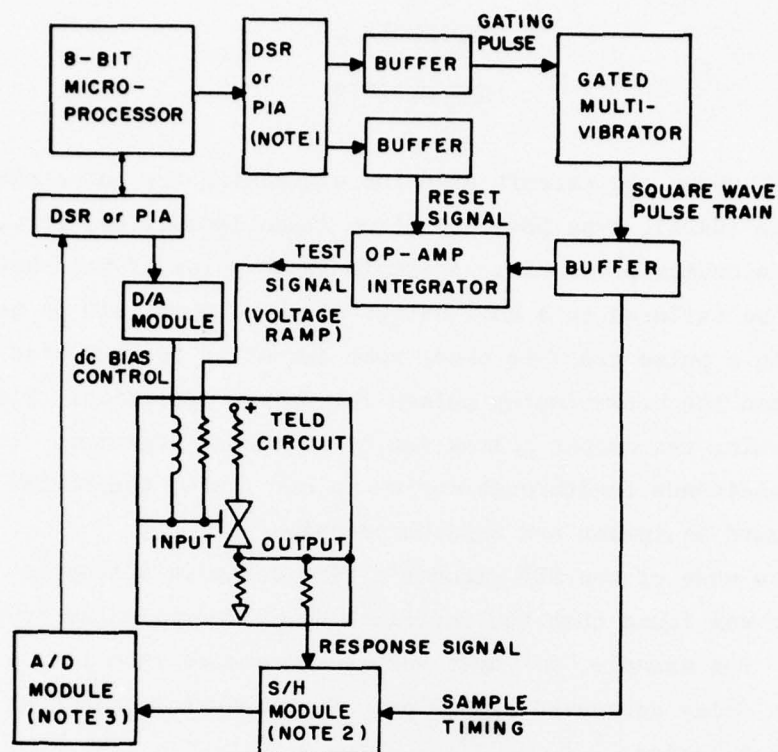 8-BIT
MICRO-
PROCESSOR
DSR
or
PIA
(NOTE 1
BUFFER
GATING
PULSE
GATED
MULTI-
VIBRATOR
BUFFER
RESET
SIGNAL
SQUARE WAVE
PULSE TRAIN
DSR or PIA
TEST
SIGNAL
(VOLTAGE
RAMP)
OP-AMP
INTEGRATOR
BUFFER
D/A
MODULE
dc BIAS
CONTROL
+
TELD
CIRCUIT
INPUT
OUTPUT
RESPONSE SIGNAL
A/D
MODULE
(NOTE 3)
S/H
MODULE
(NOTE 2)
SAMPLE
TIMING